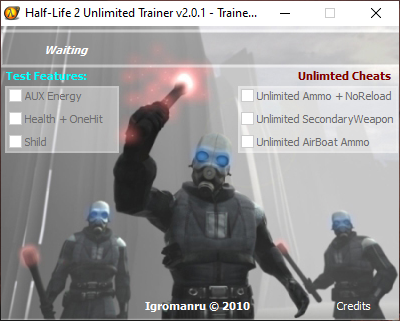 Half-Life 2 Unlimited Trainer v2.0.1 - Traine...
Waiting
Test Features:
Unlimted Cheats
AUX Energy
Unlimited Ammo + NoReload
Health + OneHit
Unlimited SecondaryWeapon
Shild
Unlimited AirBoat Ammo
Igromanru © 2010
Credits